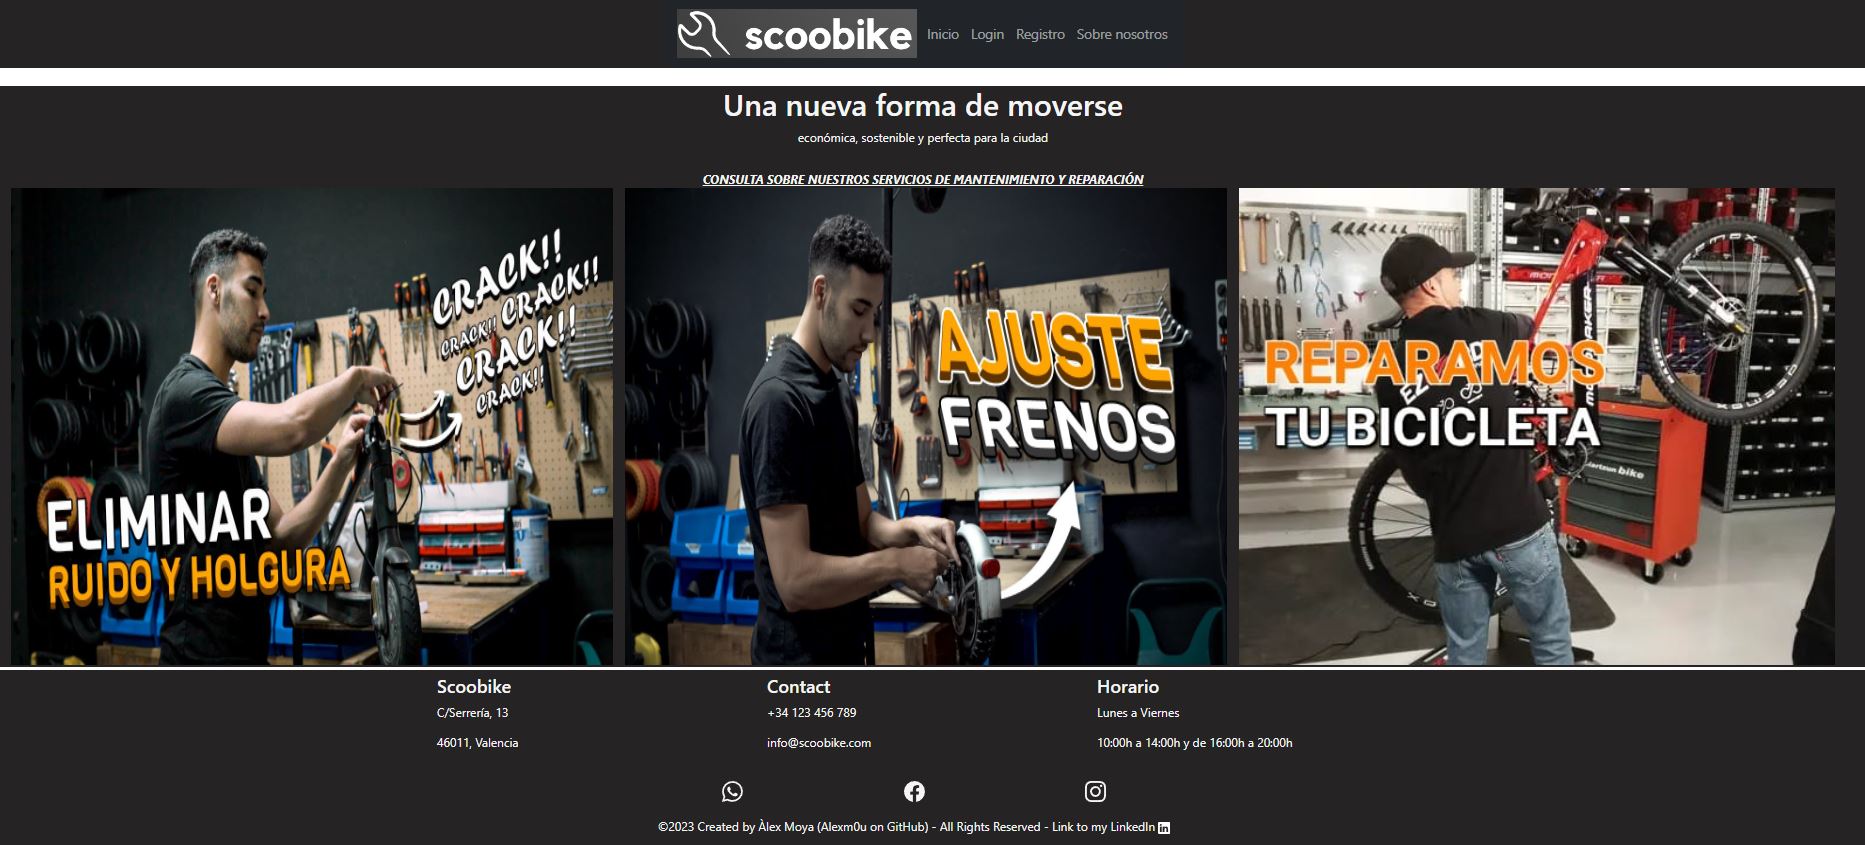 scoobike
Inicio Login Registro Sobre nosotros
Una nueva forma de moverse
económica, sostenible y perfecta para la ciudad
CONSULTA SOBRE NUESTROS SERVICIOS DE MANTENIMIENTO Y REPARACIÓN
CRACK!!
CRACK!!
CRACK!!
CRACK!!
CRACK!!
ELIMINAR
RUIDO Y HOLGURA
AJUSTE
FRENOS
REPARAMOS
TU BICICLETA
bike
Scoobike
C/Serrería, 13
46011, Valencia
Contact
+34 123 456 789
info@scoobike.com
Horario
Lunes a Viernes
10:00h a 14:00h y de 16:00h a 20:00h
©2023 Created by Àlex Moya (Alexm0u on GitHub) - All Rights Reserved - Link to my LinkedIn in